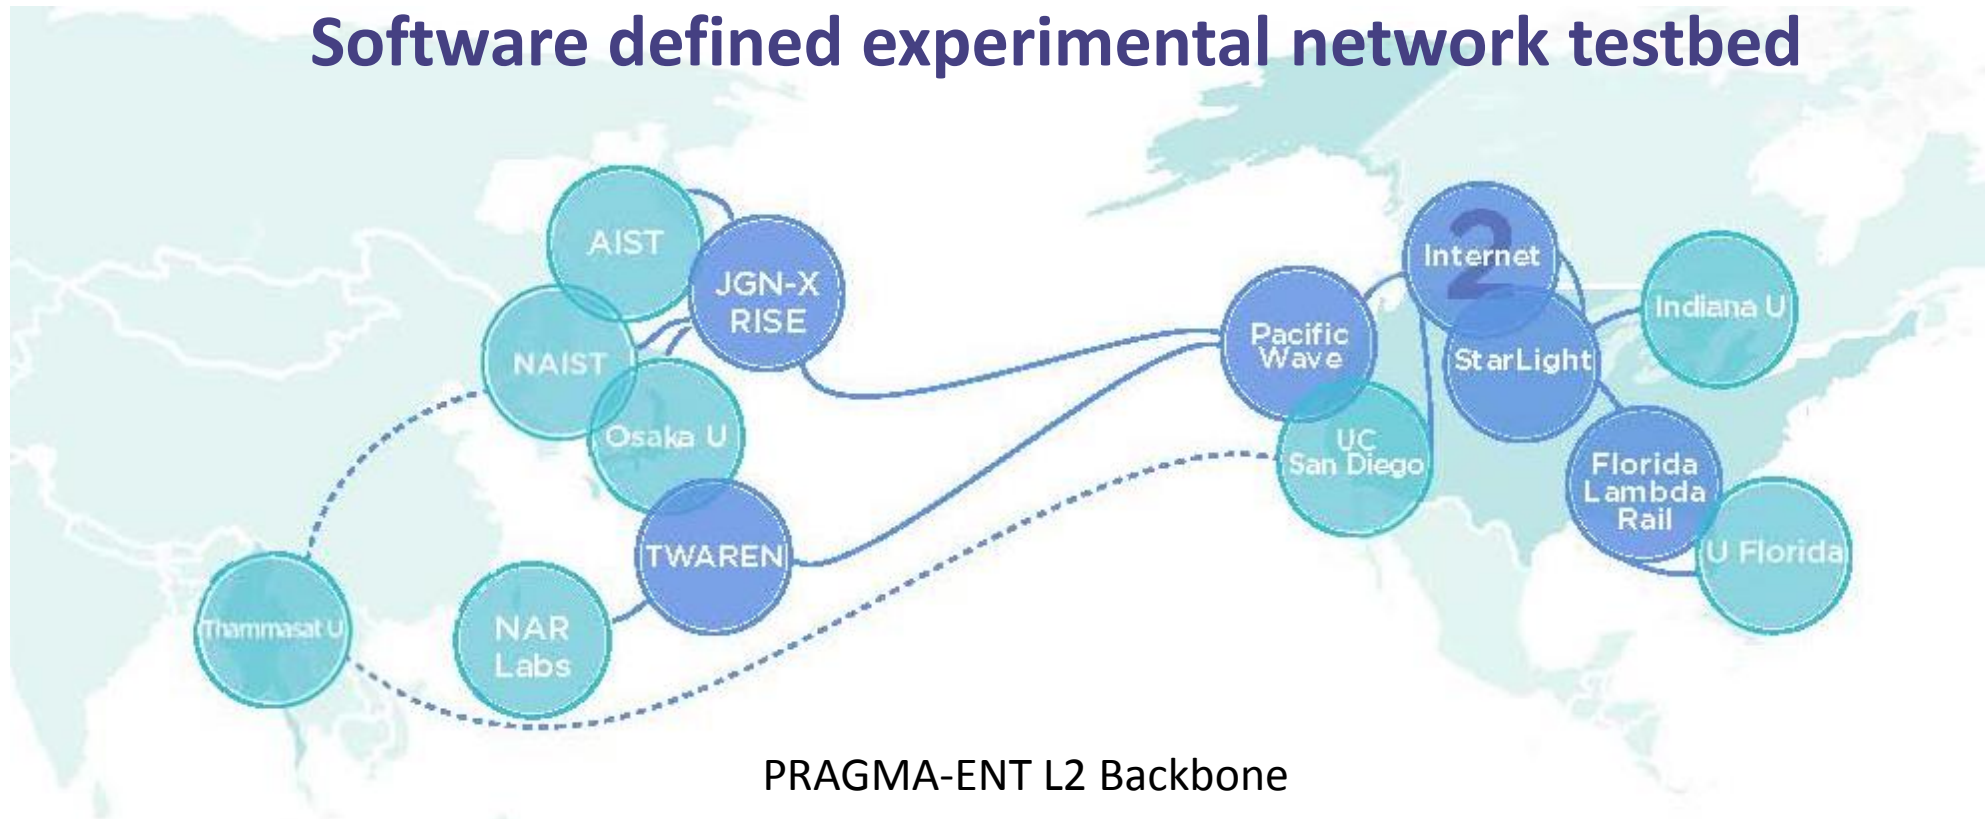 Software defined experimental network testbed
AIST
JGN-X
RISE
NAIST
Osaka U
TWAREN
NAR
Labs
Thammasat U
Pacific
Wave
UC
San Diego
2
Internet
StarLight
Indiana U
Florida
Lambda
Rail
U Florida
PRAGMA-ENT L2 Backbone